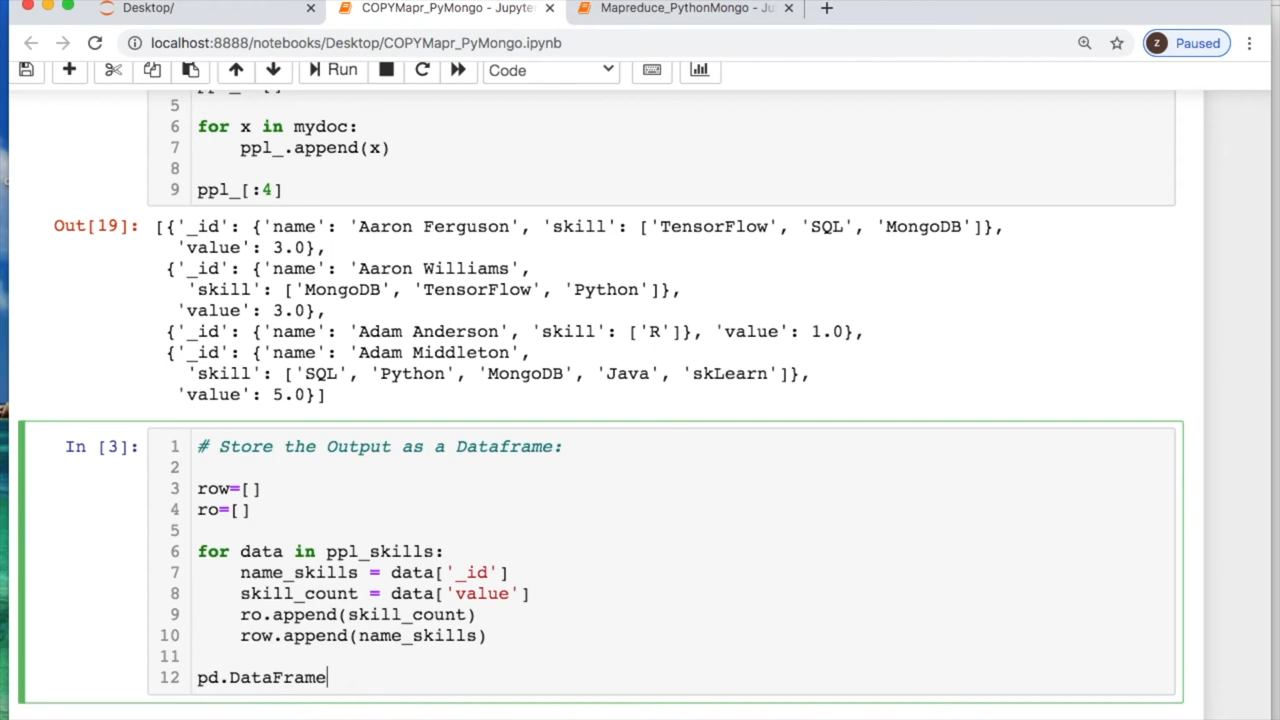 Desktop/
COPYMapr_PyMongo - Jupyte
Mapreduce_PythonMongo - Ju
localhost:8888/notebooks/Desktop/COPYMapr_PyMongo.ipynb
Z
Paused
Run
Code
5
6 for x in mydoc:
7 ppl_.append(x)
8
9 ppl_[:4]
Out[19]: [{'_id': {'name': 'Aaron Ferguson', 'skill': ['TensorFlow', 'SQL', 'MongoDB']},
'value': 3.0},
{'_id': {'name': 'Aaron Williams',
'skill': ['MongoDB', 'TensorFlow', 'Python']},
'value': 3.0},
{'_id': {'name': 'Adam Anderson', 'skill': ['R']}, 'value': 1.0},
{'_id': {'name': 'Adam Middleton',
'skill': ['SQL', 'Python', 'MongoDB', 'Java', 'skLearn']},
'value': 5.0}]
In [3]: 1 # Store the Output as a Dataframe:
2
3 row=[]
4 ro=[]
5
6 for data in ppl_skills:
7 name_skills = data['_id']
8 skill_count = data['value']
9 ro.append(skill_count)
10 row.append(name_skills)
11
12 pd.DataFrame